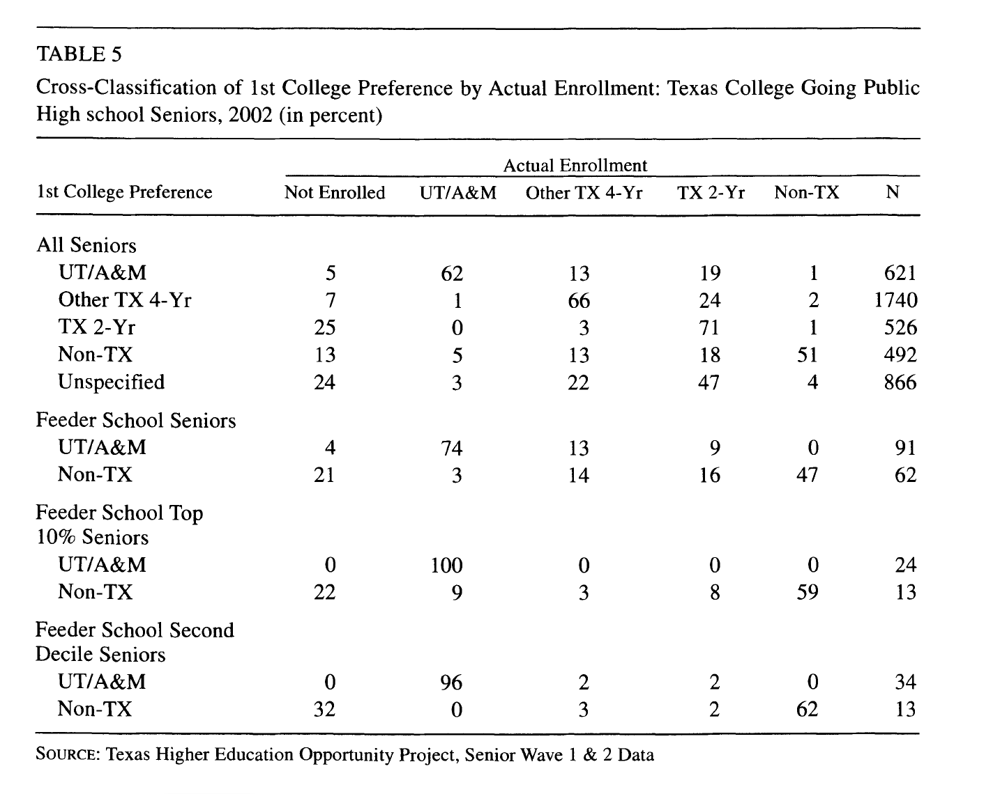 TABLE 5
Cross-Classification of 1st College Preference by Actual Enrollment: Texas College Going Public
High school Seniors, 2002 (in percent)
Actual Enrollment
1st College Preference Not Enrolled UT/A&M Other TX 4-Yr TX 2-Yr Non-TX N
All Seniors
UT/A&M 5 62 13 19 1 621
Other TX 4-Yr 7 1 66 24 2 1740
TX 2-Yr 25 0 3 71 1 526
Non-TX 13 5 13 18 51 492
Unspecified 24 3 22 47 4 866
Feeder School Seniors
UT/A&M 4 74 13 9 0 91
Non-TX 21 3 14 16 47 62
Feeder School Top
10% Seniors
UT/A&M 0 100 0 0 0 24
Non-TX 22 9 3 8 59 13
Feeder School Second
Decile Seniors
UT/A&M 0 96 2 2 0 34
Non-TX 32 0 3 2 62 13
SOURCE: Texas Higher Education Opportunity Project, Senior Wave 1 & 2 Data